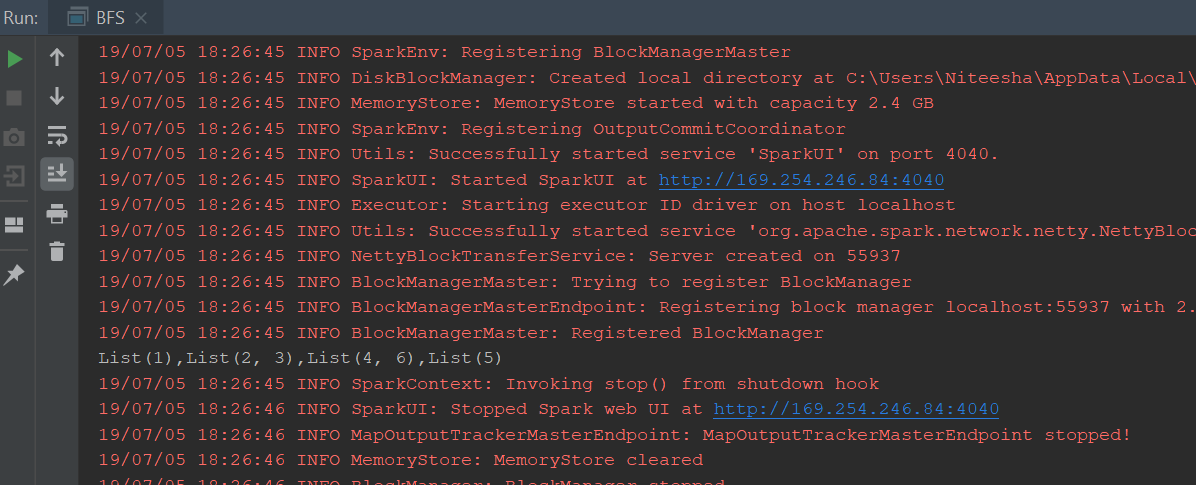 Run: BFS
19/07/05 18:26:45 INFO SparkEnv: Registering BlockManagerMaster
19/07/05 18:26:45 INFO DiskBlockManager: Created local directory at C:\Users\Niteesha\AppData\Local\
19/07/05 18:26:45 INFO MemoryStore: MemoryStore started with capacity 2.4 GB
19/07/05 18:26:45 INFO SparkEnv: Registering OutputCommitCoordinator
19/07/05 18:26:45 INFO Utils: Successfully started service 'SparkUI' on port 4040.
19/07/05 18:26:45 INFO SparkUI: Started SparkUI at http://169.254.246.84:4040
19/07/05 18:26:45 INFO Executor: Starting executor ID driver on host localhost
19/07/05 18:26:45 INFO Utils: Successfully started service 'org.apache.spark.network.netty.NettyBloc
19/07/05 18:26:45 INFO NettyBlockTransferService: Server created on 55937
19/07/05 18:26:45 INFO BlockManagerMaster: Trying to register BlockManager
19/07/05 18:26:45 INFO BlockManagerMasterEndpoint: Registering block manager localhost:55937 with 2.
19/07/05 18:26:45 INFO BlockManagerMaster: Registered BlockManager
List(1),List(2, 3),List(4, 6),List(5)
19/07/05 18:26:45 INFO SparkContext: Invoking stop() from shutdown hook
19/07/05 18:26:46 INFO SparkUI: Stopped Spark web UI at http://169.254.246.84:4040
19/07/05 18:26:46 INFO MapOutputTrackerMasterEndpoint: MapOutputTrackerMasterEndpoint stopped!
19/07/05 18:26:46 INFO MemoryStore: MemoryStore cleared
19/07/05 18:26:46 INFO BlockManager: BlockManager stopped